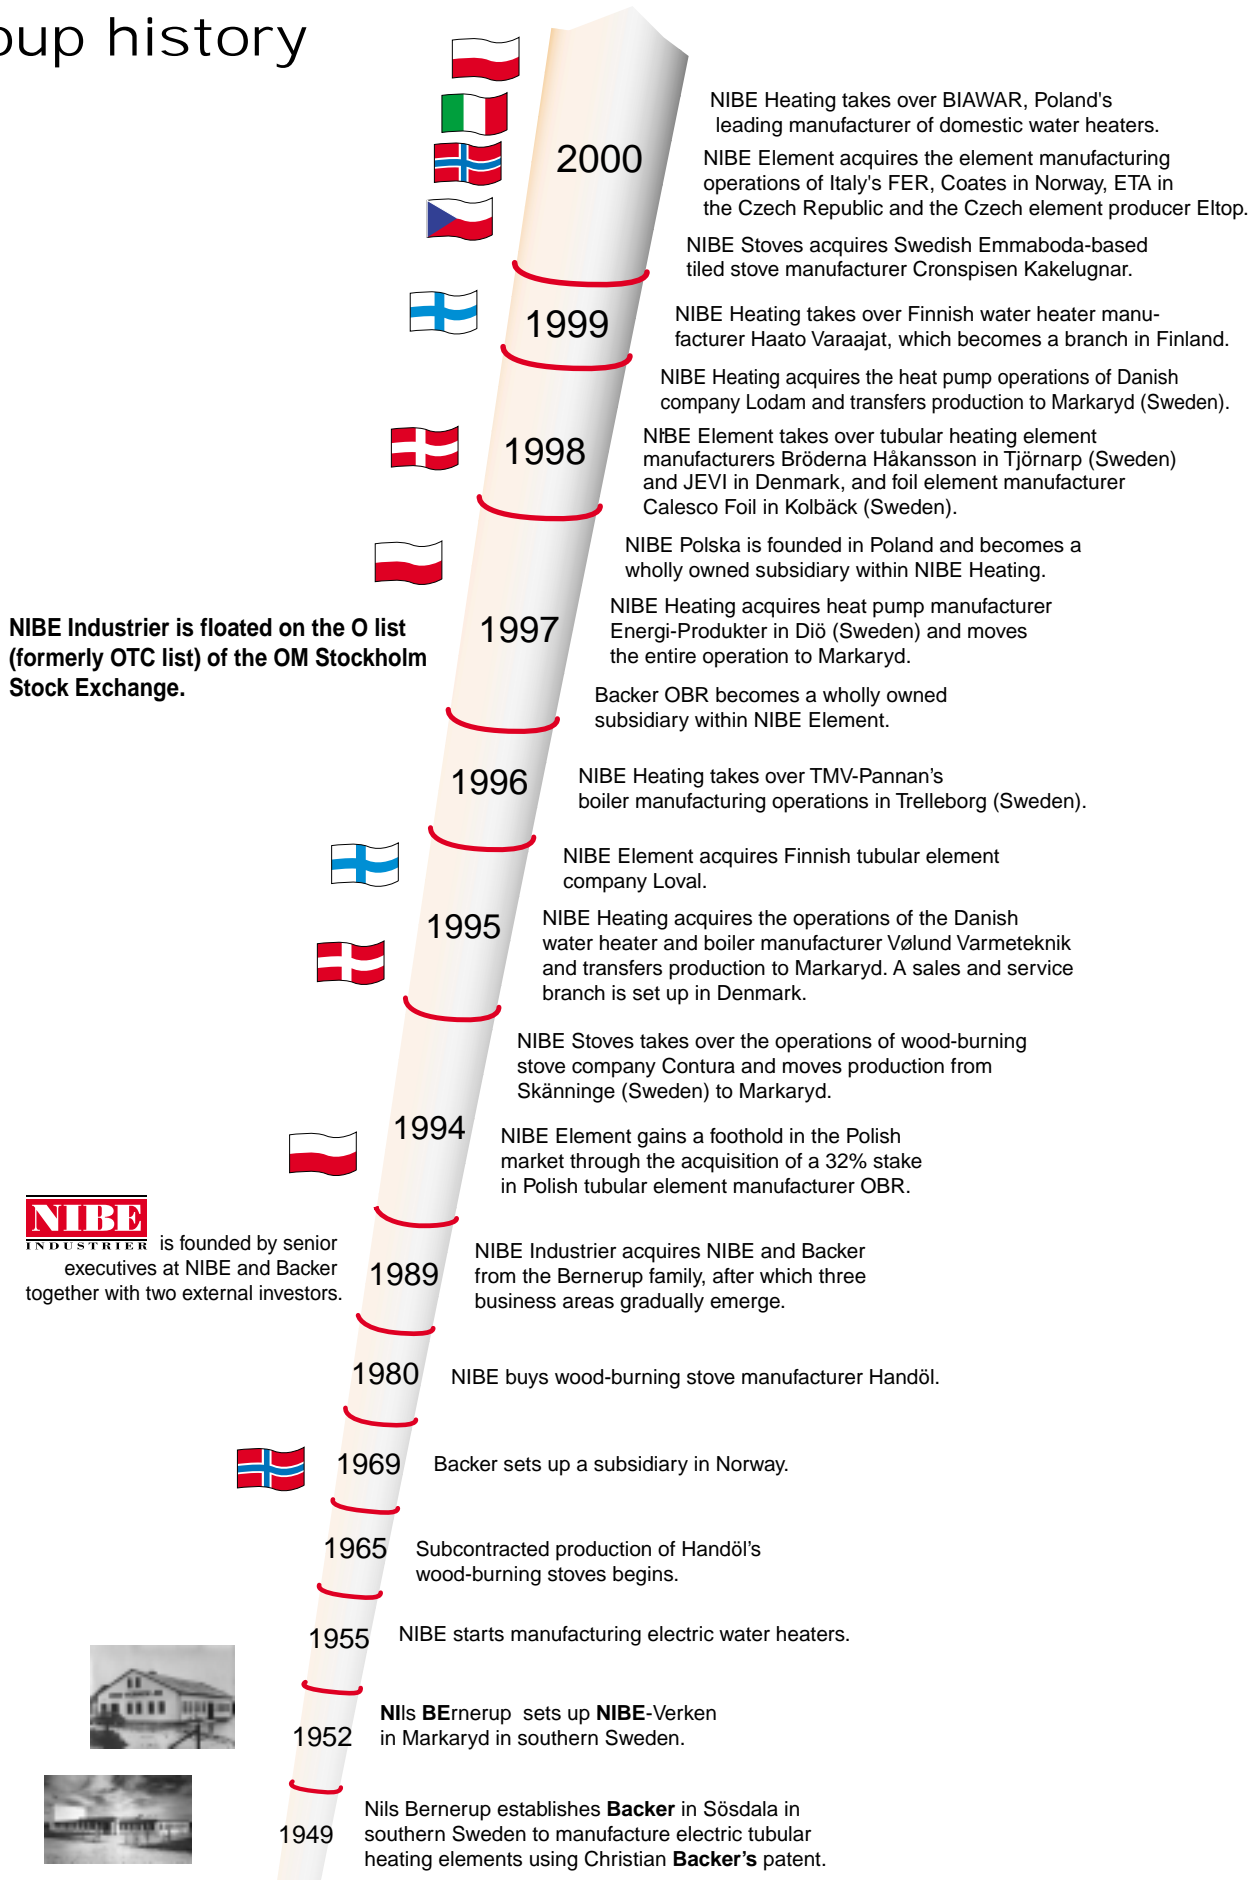 oup history
2000
NIBE Heating takes over BIAWAR, Poland's
leading manufacturer of domestic water heaters.
NIBE Element acquires the element manufacturing
operations of Italy's FER, Coates in Norway, ETA in
the Czech Republic and the Czech element producer Eltop.
NIBE Stoves acquires Swedish Emmaboda-based
tiled stove manufacturer Cronspisen Kakelugnar.
1999
NIBE Heating takes over Finnish water heater manu-
facturer Haato Varaajat, which becomes a branch in Finland.
NIBE Heating acquires the heat pump operations of Danish
company Lodam and transfers production to Markaryd (Sweden).
1998
NIBE Element takes over tubular heating element
manufacturers Bröderna Håkansson in Tjörnarp (Sweden)
and JEVI in Denmark, and foil element manufacturer
Calesco Foil in Kolbäck (Sweden).
NIBE Polska is founded in Poland and becomes a
wholly owned subsidiary within NIBE Heating.
NIBE Industrier is floated on the O list
(formerly OTC list) of the OM Stockholm
Stock Exchange.
1997
NIBE Heating acquires heat pump manufacturer
Energi-Produkter in Diö (Sweden) and moves
the entire operation to Markaryd.
Backer OBR becomes a wholly owned
subsidiary within NIBE Element.
1996
NIBE Heating takes over TMV-Pannan’s
boiler manufacturing operations in Trelleborg (Sweden).
NIBE Element acquires Finnish tubular element
company Loval.
1995
NIBE Heating acquires the operations of the Danish
water heater and boiler manufacturer Vølund Varmeteknik
and transfers production to Markaryd. A sales and service
branch is set up in Denmark.
NIBE Stoves takes over the operations of wood-burning
stove company Contura and moves production from
Skänninge (Sweden) to Markaryd.
1994
NIBE Element gains a foothold in the Polish
market through the acquisition of a 32% stake
in Polish tubular element manufacturer OBR.
NIBE
INDUSTRIER is founded by senior
executives at NIBE and Backer
together with two external investors.
1989
NIBE Industrier acquires NIBE and Backer
from the Bernerup family, after which three
business areas gradually emerge.
1980
NIBE buys wood-burning stove manufacturer Handöl.
1969
Backer sets up a subsidiary in Norway.
1965
Subcontracted production of Handöl’s
wood-burning stoves begins.
1955
NIBE starts manufacturing electric water heaters.
1952
NIls BErnerup sets up NIBE-Verken
in Markaryd in southern Sweden.
1949
Nils Bernerup establishes Backer in Sösdala in
southern Sweden to manufacture electric tubular
heating elements using Christian Backer’s patent.